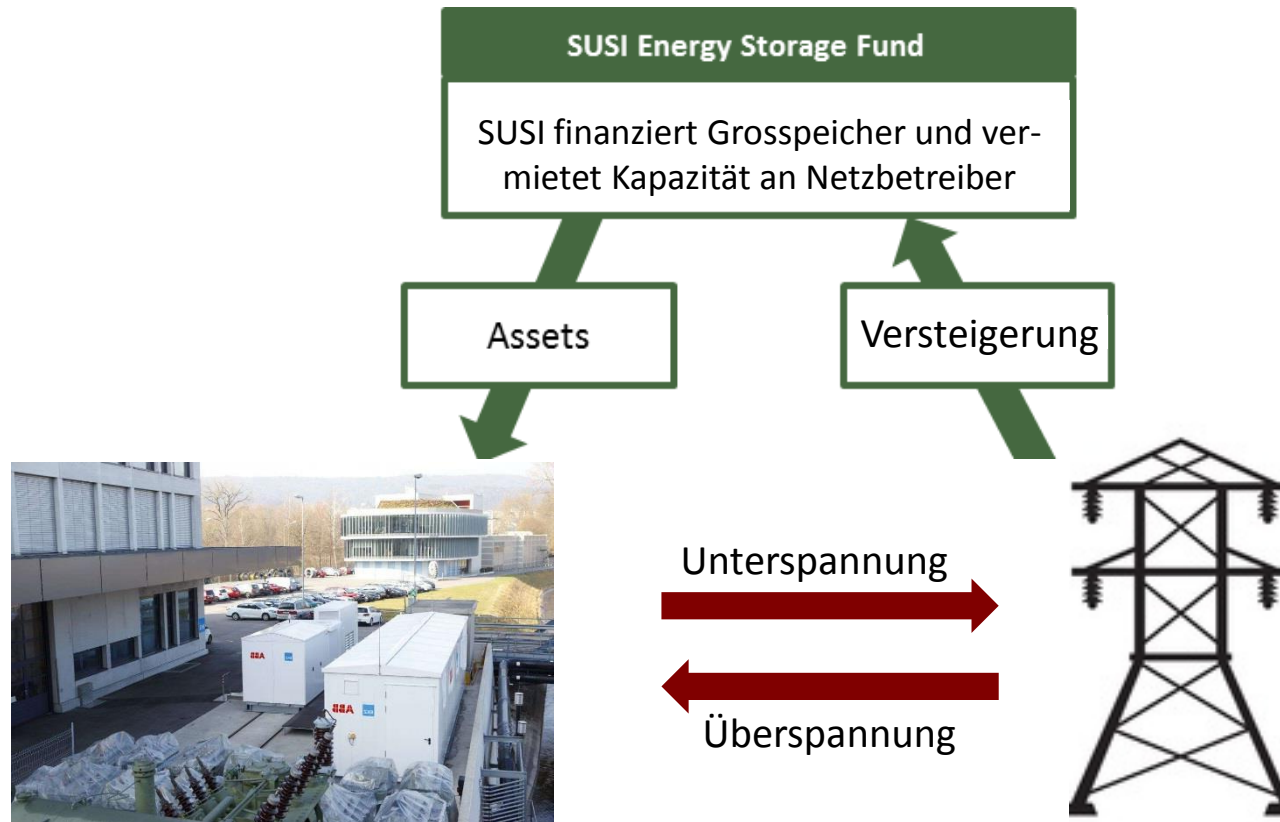 SUSI Energy Storage Fund
SUSI finanziert Grosspeicher und ver-
mietet Kapazität an Netzbetreiber
Assets
Versteigerung
Unterspannung
Überspannung